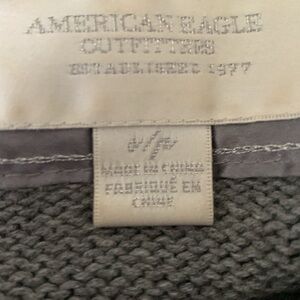 AMERICAN EAGLE
OUTFITTERS
ESTABLISHED 1977
MADE IN CHINA
FABRIQUÉ EN
CHINE